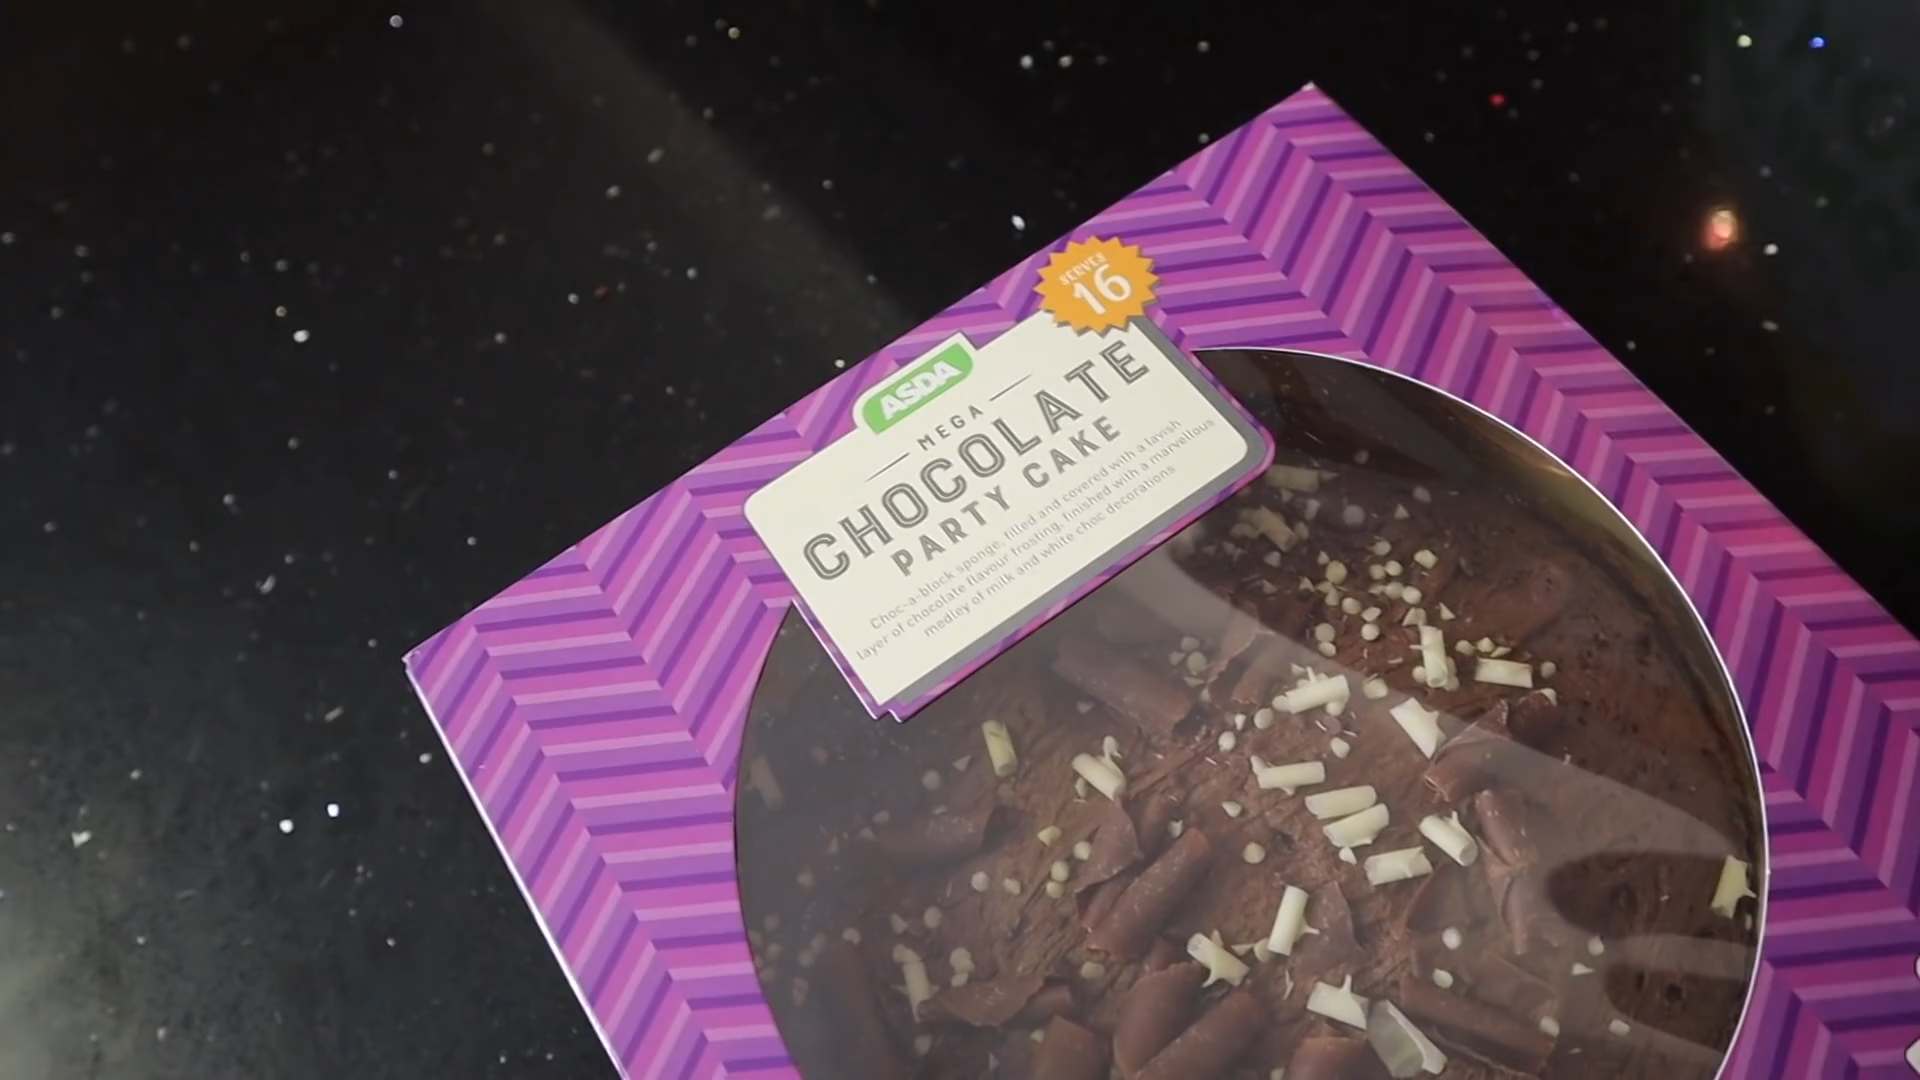 SERVES
16
ASDA
MEGA
CHOCOLATE
PARTY CAKE
Choc-a-block sponge, filled and covered with a lavish
layer of chocolate flavour frosting, finished with a marvellous
medley of milk and white choc decorations